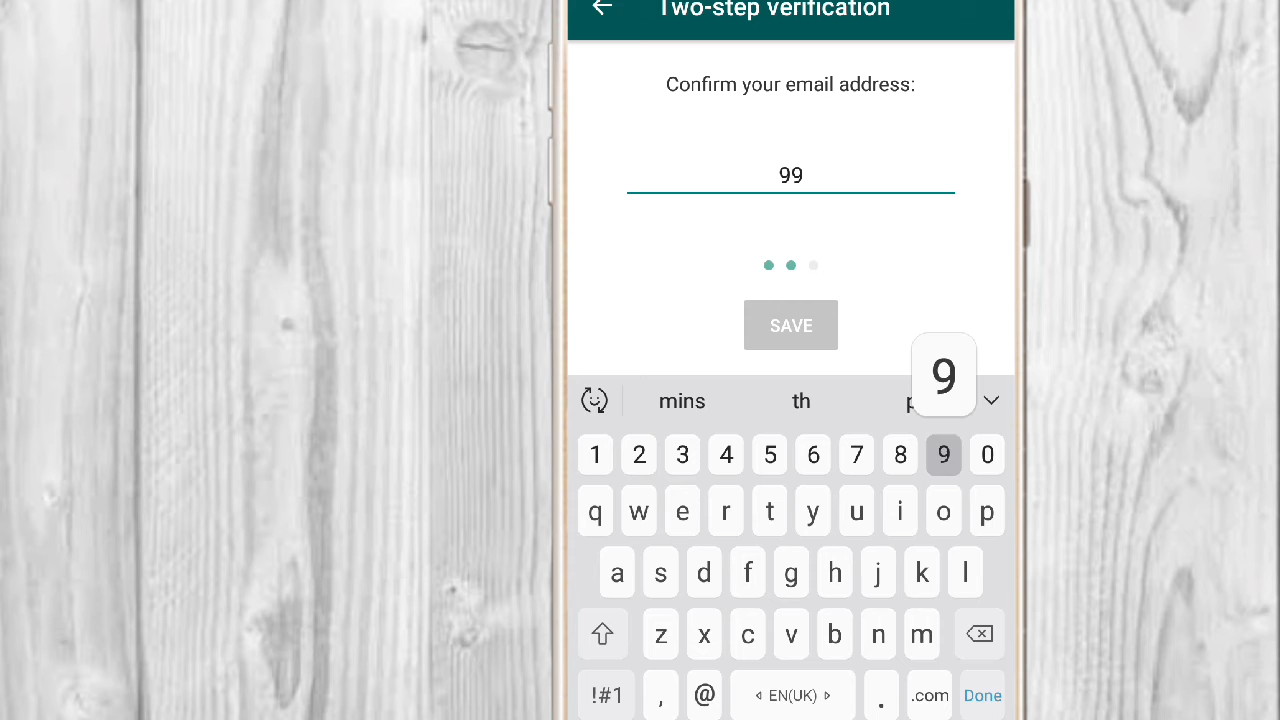 Two-step verification
Confirm your email address:
99
SAVE
9
mins th
1 2 3 4 5 6 7 8 9 0
q w e r t y u i o p
a s d f g h j k l
z x c v b n m
!#1 , @ EN(UK) . .com Done